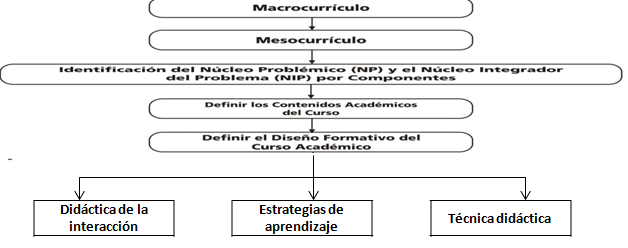 Macrocurrículo
Mesocurrículo
Identificación del Núcleo Problémico (NP) y el Núcleo Integrador
del Problema (NIP) por Componentes
Definir los Contenidos Académicos
del Curso
Definir el Diseño Formativo del
Curso Académico
Didáctica de la
interacción
Estrategias de
aprendizaje
Técnica didáctica